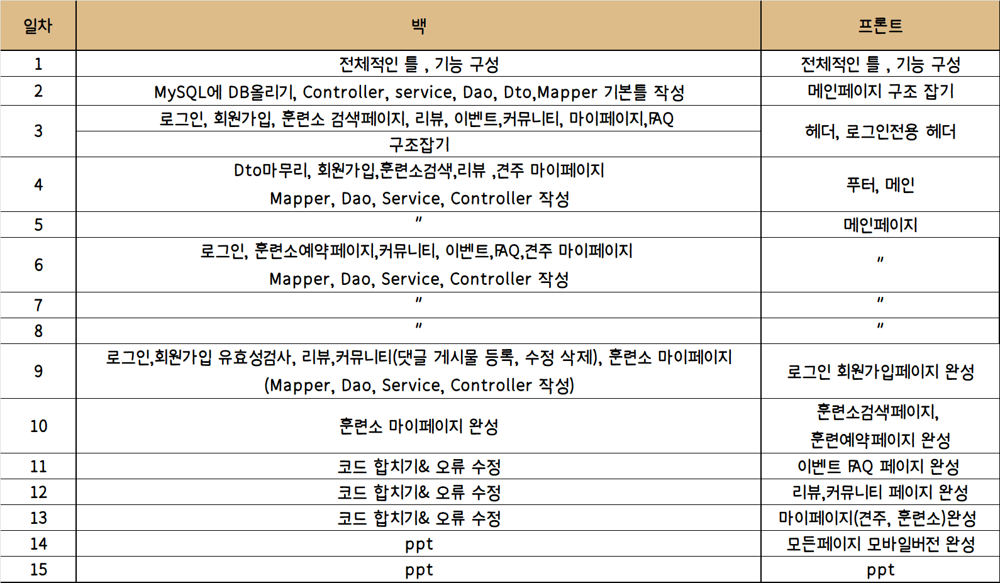 일차 백 프론트
1 전체적인 틀 , 기능 구성 전체적인 틀 , 기능 구성
2 MySQL에 DB올리기, Controller, service, Dao, Dto,Mapper 기본틀 작성 메인페이지 구조 잡기
3 로그인, 회원가입, 훈련소 검색페이지, 리뷰, 이벤트,커뮤니티, 마이페이지,FAQ
구조잡기
헤더, 로그인전용 헤더
4 Dto마무리, 회원가입,훈련소검색,리뷰 ,견주 마이페이지
Mapper, Dao, Service, Controller 작성
푸터, 메인
5 〃 메인페이지
6 로그인, 훈련소예약페이지,커뮤니티, 이벤트,FAQ,견주 마이페이지
Mapper, Dao, Service, Controller 작성
〃
7 〃 〃
8 〃 〃
9 로그인,회원가입 유효성검사, 리뷰,커뮤니티(댓글 게시물 등록, 수정 삭제), 훈련소 마이페이지
(Mapper, Dao, Service, Controller 작성)
로그인 회원가입페이지 완성
10 훈련소 마이페이지 완성
훈련소검색페이지,
훈련예약페이지 완성
11 코드 합치기& 오류 수정 이벤트 FAQ 페이지 완성
12 코드 합치기& 오류 수정 리뷰,커뮤니티 페이지 완성
13 코드 합치기& 오류 수정 마이페이지(견주, 훈련소)완성
14 ppt 모든페이지 모바일버전 완성
15 ppt ppt